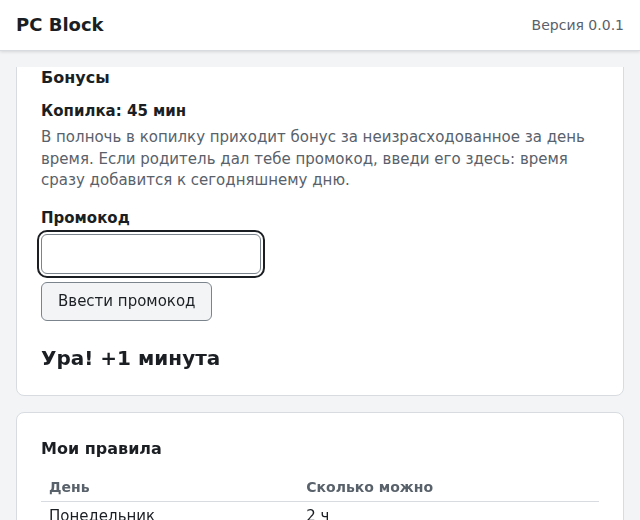 PC Block
Версия 0.0.1
Бонусы
Копилка: 45 мин
В полночь в копилку приходит бонус за неизрасходованное за день
время. Если родитель дал тебе промокод, введи его здесь: время
сразу добавится к сегодняшнему дню.
Промокод
Ввести промокод
Ура! +1 минута
Мои правила
День Сколько можно
Понедельник 2 ч